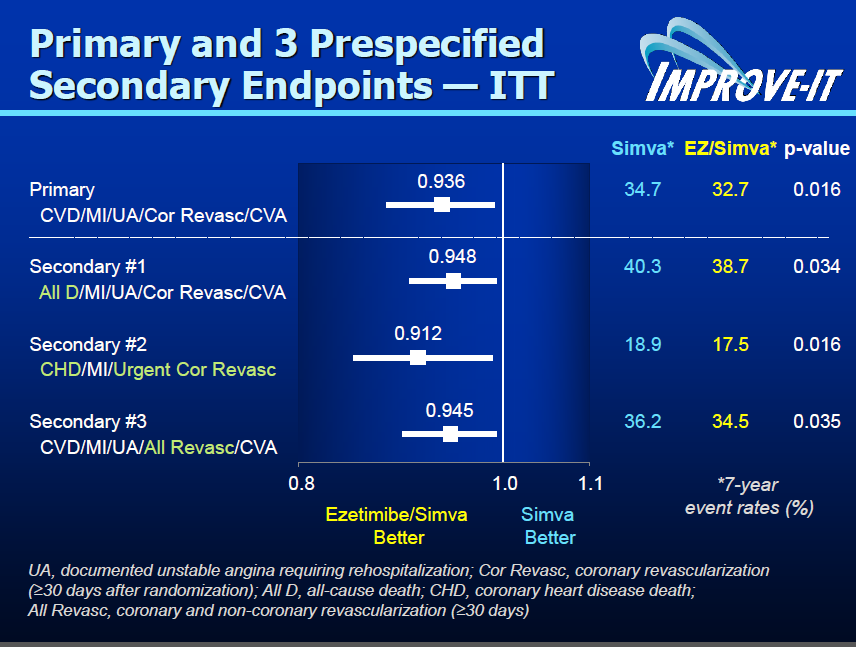 Primary and 3 Prespecified
Secondary Endpoints — ITT
IMPROVE-IT
Simva* EZ/Simva* p-value
Primary
CVD/MI/UA/Cor Revasc/CVA
0.936
34.7 32.7 0.016
Secondary #1
All D/MI/UA/Cor Revasc/CVA
0.948
40.3 38.7 0.034
Secondary #2
CHD/MI/Urgent Cor Revasc
0.912
18.9 17.5 0.016
Secondary #3
CVD/MI/UA/All Revasc/CVA
0.945
36.2 34.5 0.035
0.8 1.0 1.1
Ezetimibe/Simva
Better
Simva
Better
*7-year
event rates (%)
UA, documented unstable angina requiring rehospitalization; Cor Revasc, coronary revascularization
(≥30 days after randomization); All D, all-cause death; CHD, coronary heart disease death;
All Revasc, coronary and non-coronary revascularization (≥30 days)